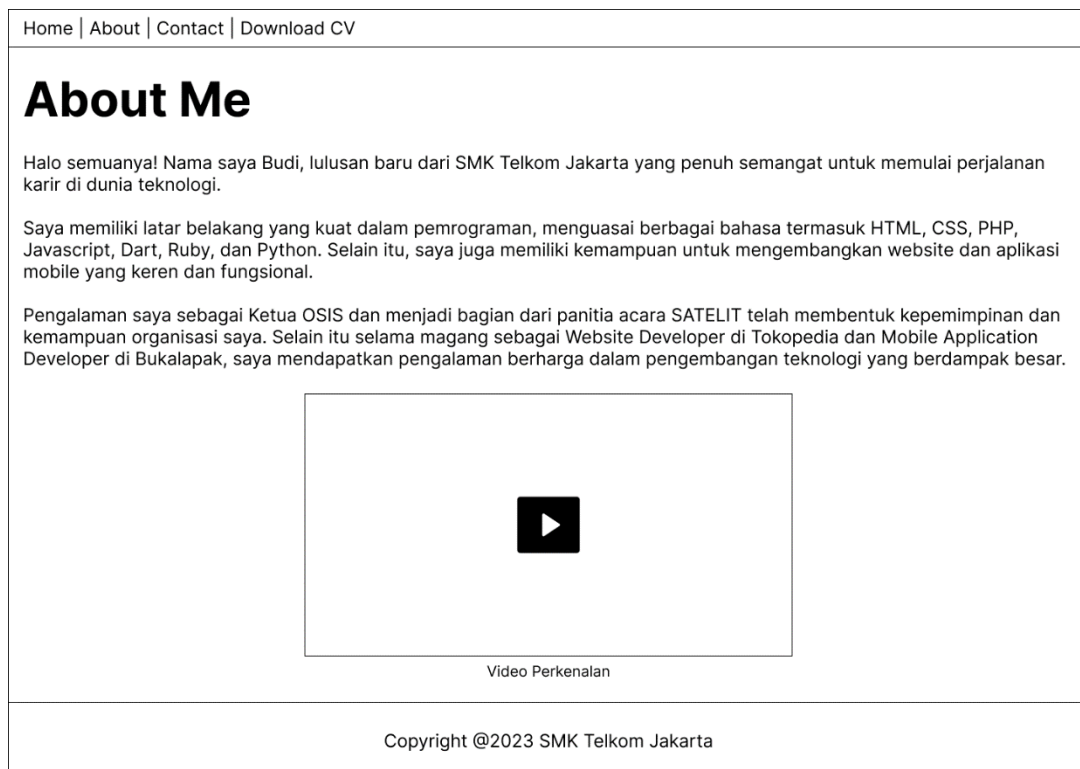 Home | About | Contact | Download CV
About Me
Halo semuanya! Nama saya Budi, lulusan baru dari SMK Telkom Jakarta yang penuh semangat untuk memulai perjalanan
karir di dunia teknologi.
Saya memiliki latar belakang yang kuat dalam pemrograman, menguasai berbagai bahasa termasuk HTML, CSS, PHP,
Javascript, Dart, Ruby, dan Python. Selain itu, saya juga memiliki kemampuan untuk mengembangkan website dan aplikasi
mobile yang keren dan fungsional.
Pengalaman saya sebagai Ketua OSIS dan menjadi bagian dari panitia acara SATELIT telah membentuk kepemimpinan dan
kemampuan organisasi saya. Selain itu selama magang sebagai Website Developer di Tokopedia dan Mobile Application
Developer di Bukalapak, saya mendapatkan pengalaman berharga dalam pengembangan teknologi yang berdampak besar.
Video Perkenalan
Copyright @2023 SMK Telkom Jakarta